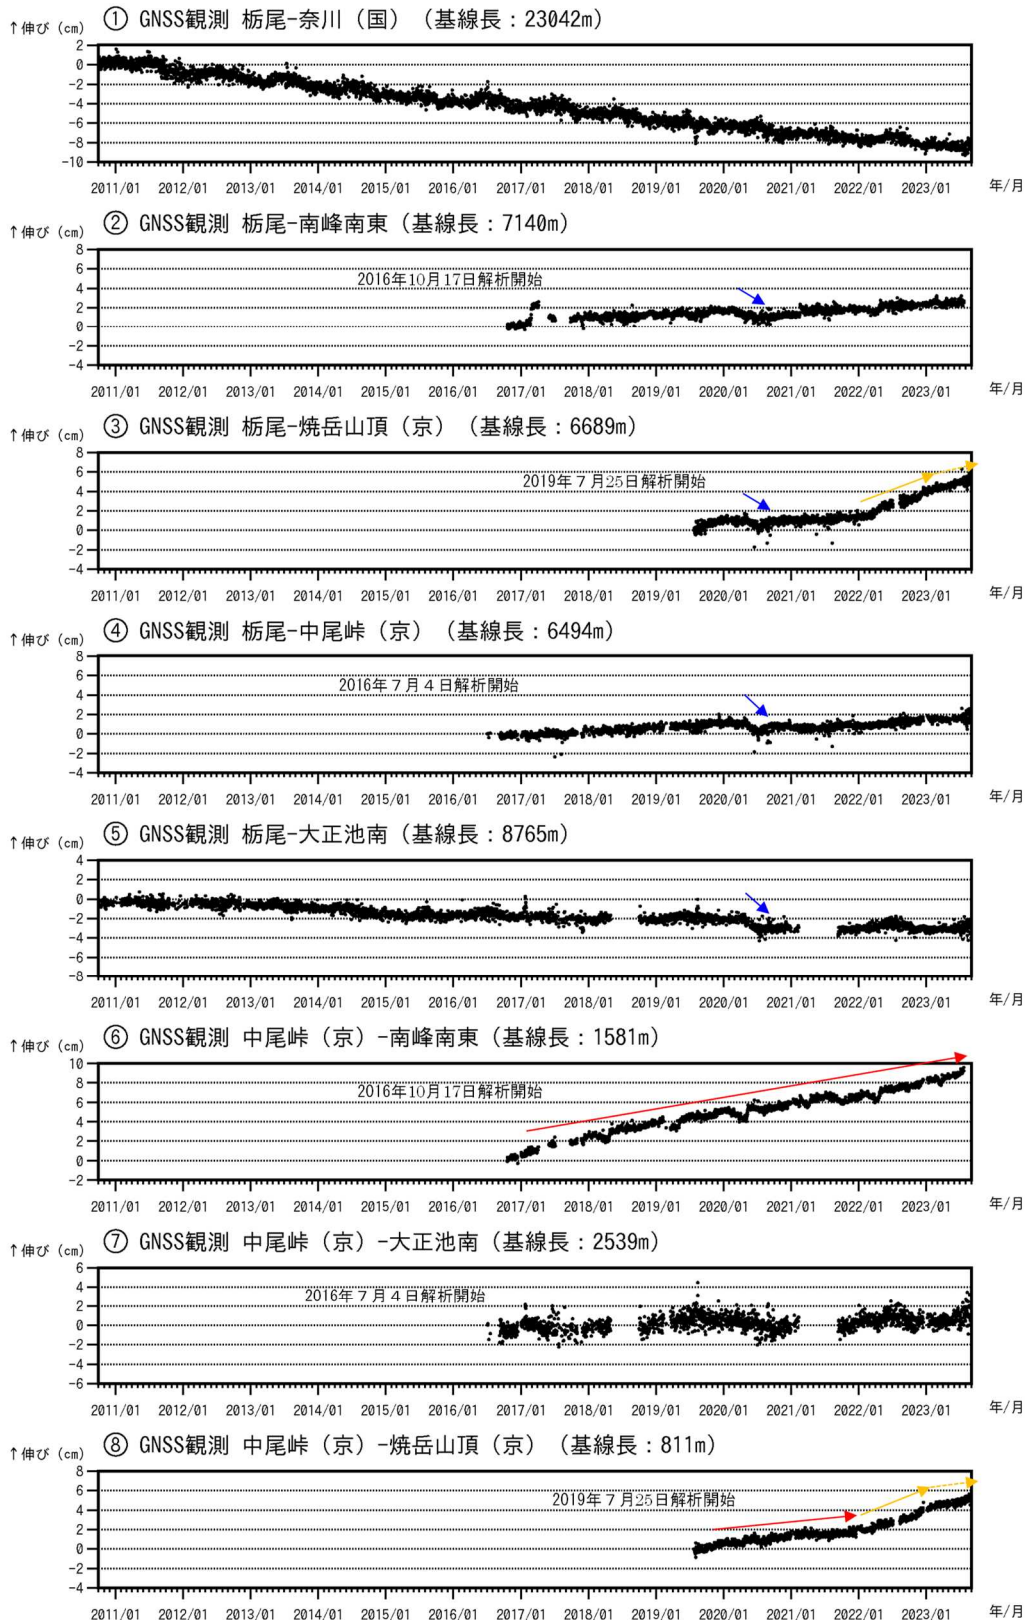 ① GNSS観測 栃尾-奈川（国）（基線長：23042m）
↑伸び（cm）
2
0
-2
-4
-6
-8
-10
2011/01 2012/01 2013/01 2014/01 2015/01 2016/01 2017/01 2018/01 2019/01 2020/01 2021/01 2022/01 2023/01 年/月
② GNSS観測 栃尾-南峰南東（基線長：7140m）
↑伸び（cm）
8
6
2016年10月17日解析開始
4
2
0
-2
-4
2011/01 2012/01 2013/01 2014/01 2015/01 2016/01 2017/01 2018/01 2019/01 2020/01 2021/01 2022/01 2023/01 年/月
③ GNSS観測 栃尾-焼岳山頂（京）（基線長：6689m）
↑伸び（cm）
8
6
2019年７月25日解析開始
4
2
0
-2
-4
2011/01 2012/01 2013/01 2014/01 2015/01 2016/01 2017/01 2018/01 2019/01 2020/01 2021/01 2022/01 2023/01 年/月
④ GNSS観測 栃尾-中尾峠（京）（基線長：6494m）
↑伸び（cm）
8
6
2016年７月４日解析開始
4
2
0
-2
-4
2011/01 2012/01 2013/01 2014/01 2015/01 2016/01 2017/01 2018/01 2019/01 2020/01 2021/01 2022/01 2023/01 年/月
⑤ GNSS観測 栃尾-大正池南（基線長：8765m）
↑伸び（cm）
4
2
0
-2
-4
-6
-8
2011/01 2012/01 2013/01 2014/01 2015/01 2016/01 2017/01 2018/01 2019/01 2020/01 2021/01 2022/01 2023/01 年/月
⑥ GNSS観測 中尾峠（京）-南峰南東（基線長：1581m）
↑伸び（cm）
10
8
2016年10月17日解析開始
6
4
2
0
-2
2011/01 2012/01 2013/01 2014/01 2015/01 2016/01 2017/01 2018/01 2019/01 2020/01 2021/01 2022/01 2023/01 年/月
⑦ GNSS観測 中尾峠（京）-大正池南（基線長：2539m）
↑伸び（cm）
6
4
2016年７月４日解析開始
2
0
-2
-4
-6
2011/01 2012/01 2013/01 2014/01 2015/01 2016/01 2017/01 2018/01 2019/01 2020/01 2021/01 2022/01 2023/01 年/月
⑧ GNSS観測 中尾峠（京）-焼岳山頂（京）（基線長：811m）
↑伸び（cm）
8
6
2019年７月25日解析開始
4
2
0
-2
-4
2011/01 2012/01 2013/01 2014/01 2015/01 2016/01 2017/01 2018/01 2019/01 2020/01 2021/01 2022/01 2023/01 年/月